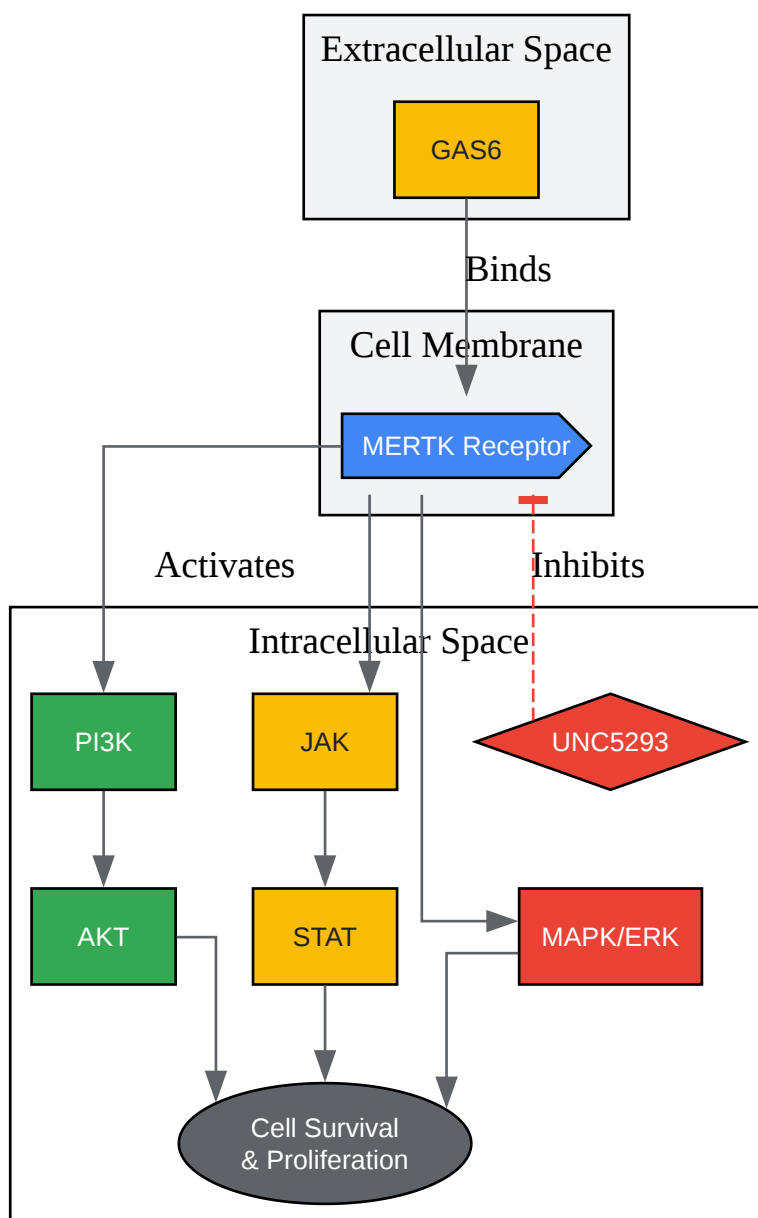 Extracellular Space
GAS6
Binds
Cell Membrane
MERTK Receptor
Activates
Inhibits
Intracellular Space
PI3K
JAK
UNC5293
AKT
STAT
MAPK/ERK
Cell Survival
& Proliferation